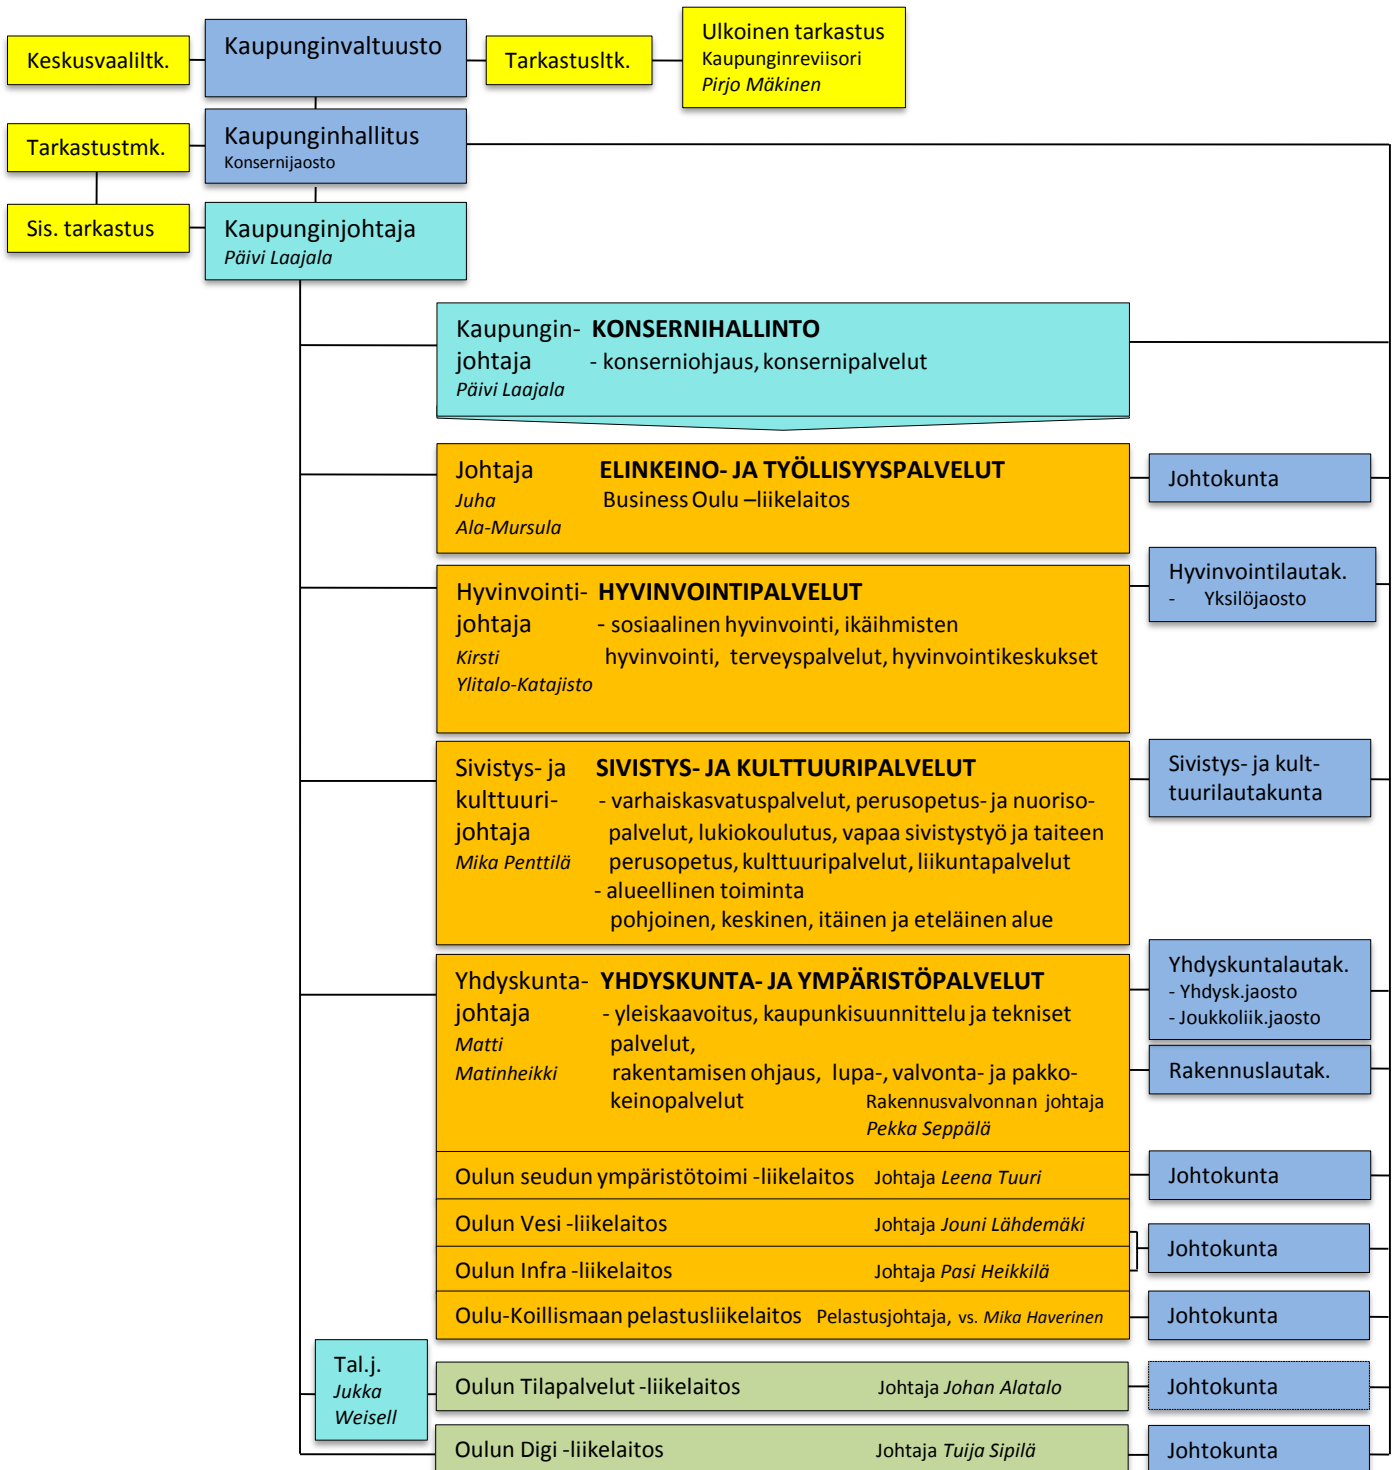 Keskusvaaliltk.
Kaupunginvaltuusto
Tarkastusltk.
Ulkoinen tarkastus
Kaupunginreviisori
Pirjo Mäkinen
Tarkastustmk.
Kaupunginhallitus
Konsernijaosto
Sis. tarkastus
Kaupunginjohtaja
Päivi Laajala
Kaupungin- KONSERNIHALLINTO
johtaja - konserniohjaus, konsernipalvelut
Päivi Laajala
Johtaja ELINKEINO- JA TYÖLLISYYSPALVELUT
Juha Business Oulu –liikelaitos
Ala-Mursula
Johtokunta
Hyvinvointi- HYVINVOINTIPALVELUT
johtaja - sosiaalinen hyvinvointi, ikäihmisten
Kirsti hyvinvointi, terveyspalvelut, hyvinvointikeskukset
Ylitalo-Katajisto
Hyvinvointilautak.
- Yksilöjaosto
Sivistys- ja SIVISTYS- JA KULTTUURIPALVELUT
kulttuuri- - varhaiskasvatuspalvelut, perusopetus- ja nuoriso-
johtaja palvelut, lukiokoulutus, vapaa sivistystyö ja taiteen
Mika Penttilä perusopetus, kulttuuripalvelut, liikuntapalvelut
- alueellinen toiminta
pohjoinen, keskinen, itäinen ja eteläinen alue
Sivistys- ja kult-
tuurilautakunta
Yhdyskunta- YHDYSKUNTA- JA YMPÄRISTÖPALVELUT
johtaja - yleiskaavoitus, kaupunkisuunnittelu ja tekniset
Matti palvelut,
Matinheikki rakentamisen ohjaus, lupa-, valvonta- ja pakko-
keinopalvelut Rakennusvalvonnan johtaja
Pekka Seppälä
Yhdyskuntalautak.
- Yhdysk.jaosto
- Joukkoliik.jaosto
Rakennuslautak.
Oulun seudun ympäristötoimi -liikelaitos Johtaja Leena Tuuri
Johtokunta
Oulun Vesi -liikelaitos Johtaja Jouni Lähdemäki
Johtokunta
Oulun Infra -liikelaitos Johtaja Pasi Heikkilä
Oulu-Koillismaan pelastusliikelaitos Pelastusjohtaja, vs. Mika Haverinen
Johtokunta
Tal.j.
Jukka
Weisell
Oulun Tilapalvelut -liikelaitos Johtaja Johan Alatalo
Johtokunta
Oulun Digi -liikelaitos Johtaja Tuija Sipilä
Johtokunta